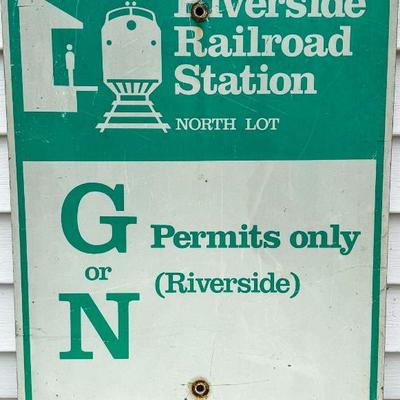 Riverside
Railroad
Station
NORTH LOT
G
or
N
Permits only
(Riverside)